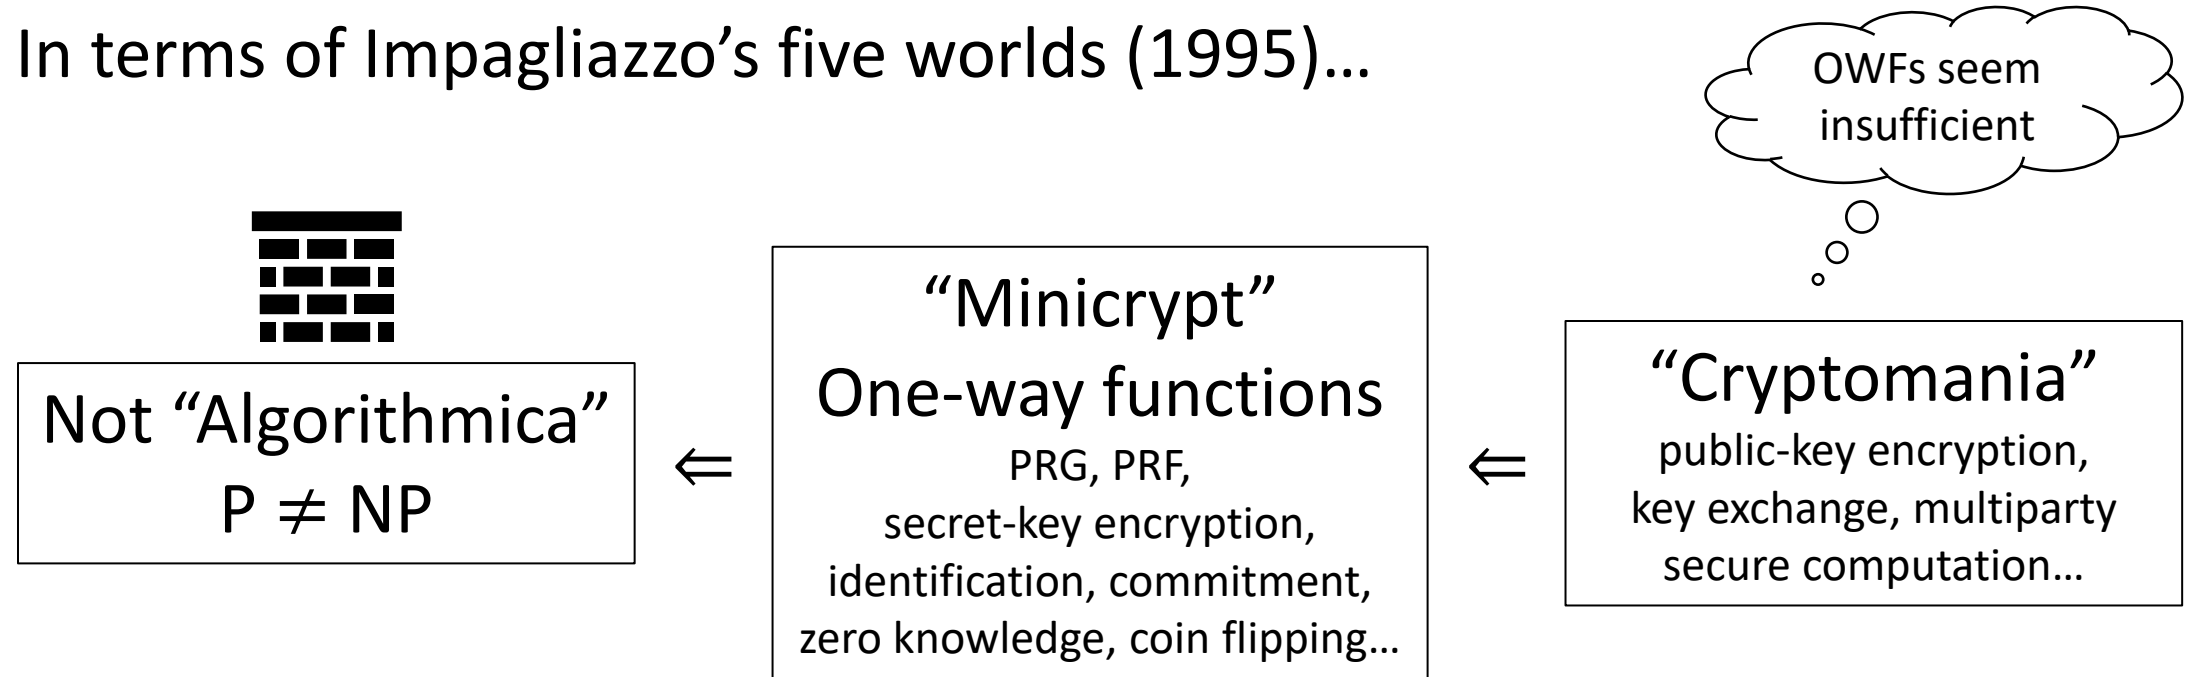 In terms of Impagliazzo’s five worlds (1995)…
OWFs seem
insufficient
Not “Algorithmica”
P ≠ NP
⇐
“Minicrypt”
One-way functions
PRG, PRF,
secret-key encryption,
identification, commitment,
zero knowledge, coin flipping…
⇐
“Cryptomania”
public-key encryption,
key exchange, multiparty
secure computation…